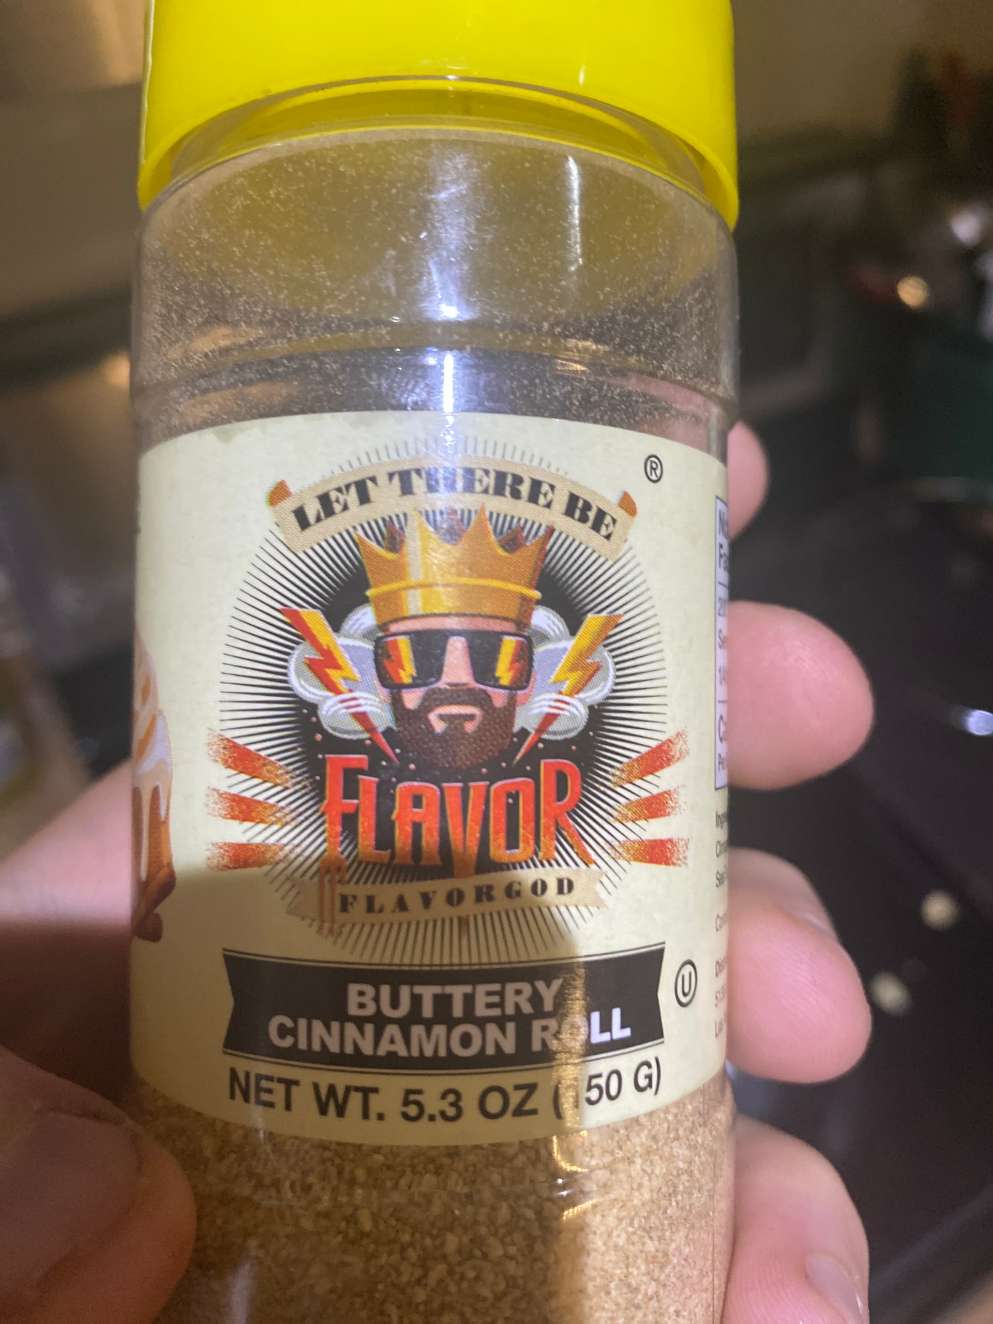 LET THERE BE
®
FLAVOR
FLAVORGOD
BUTTERY
CINNAMON ROLL
U
NET WT. 5.3 OZ (150 G)